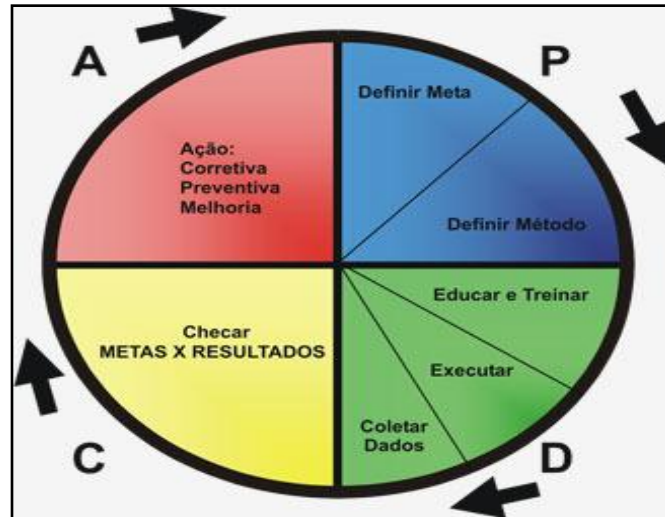 A
P
Definir Meta
Ação:
Corretiva
Preventiva
Melhoria
Definir Método
Educar e Treinar
Checar
METAS X RESULTADOS
Executar
Coletar
Dados
C
D